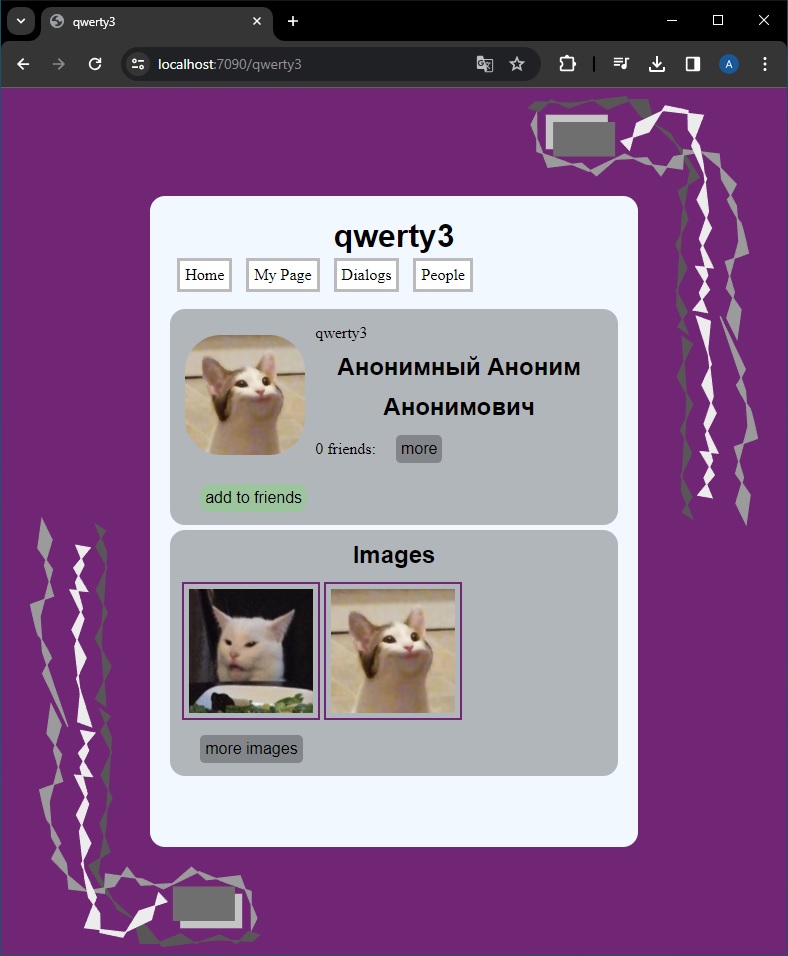 qwerty3
localhost:7090/qwerty3
A
qwerty3
Home My Page Dialogs People
qwerty3
Анонимный Аноним
Анонимович
0 friends: more
add to friends
Images
more images